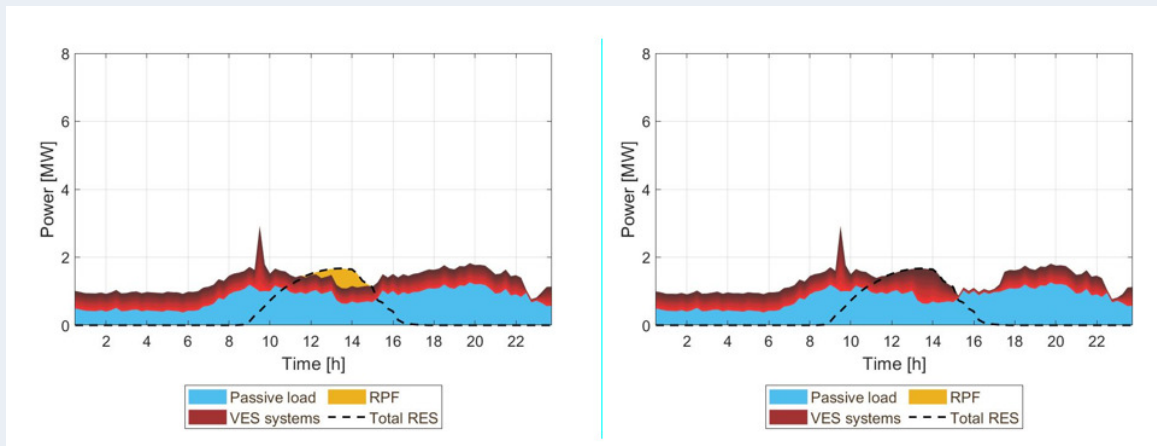 8
6
4
2
0
Power [MW]
2 4 6 8 10 12 14 16 18 20 22
Time [h]
Passive load RPF
VES systems Total RES
8
6
4
2
0
Power [MW]
2 4 6 8 10 12 14 16 18 20 22
Time [h]
Passive load RPF
VES systems Total RES